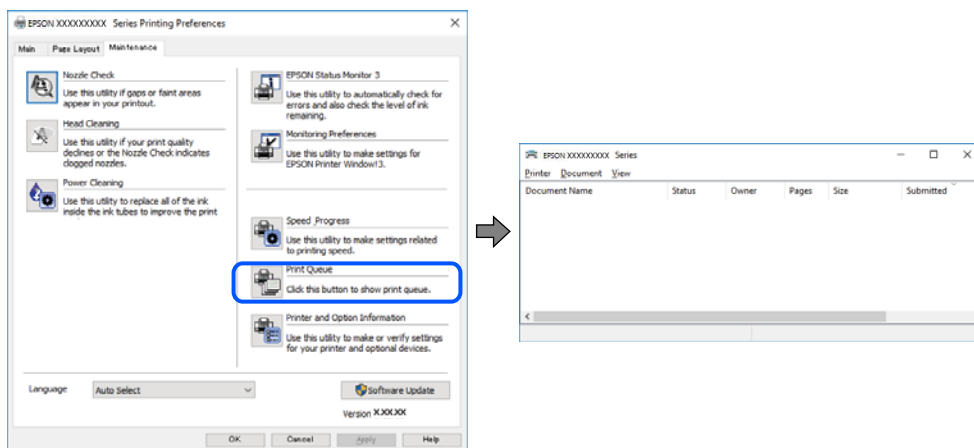 EPSON XXXXXXXXX Series Printing Preferences
Main Page Layout Maintenance
Nozzle Check
Use this utility if gaps or faint areas
appear in your printout.
Head Cleaning
Use this utility if your print quality
declines or the Nozzle Check indicates
clogged nozzles.
Power Cleaning
Use this utility to replace all of the ink
inside the ink tubes to improve the print
EPSON Status Monitor 3
Use this utility to automatically check for
errors and also check the level of ink
remaining.
Monitoring Preferences
Use this utility to make settings for
EPSON Printer Window!3.
Speed Progress
Use this utility to make settings related
to printing speed.
Print Queue
Click this button to show print queue.
Printer and Option Information
Use this utility to make or verify settings
for your printer and optional devices.
Language Auto Select
Software Update
Version X.XX.XX
OK Cancel Apply Help
EPSON XXXXXXXXX Series
Printer Document View
Document Name Status Owner Pages Size Submitted